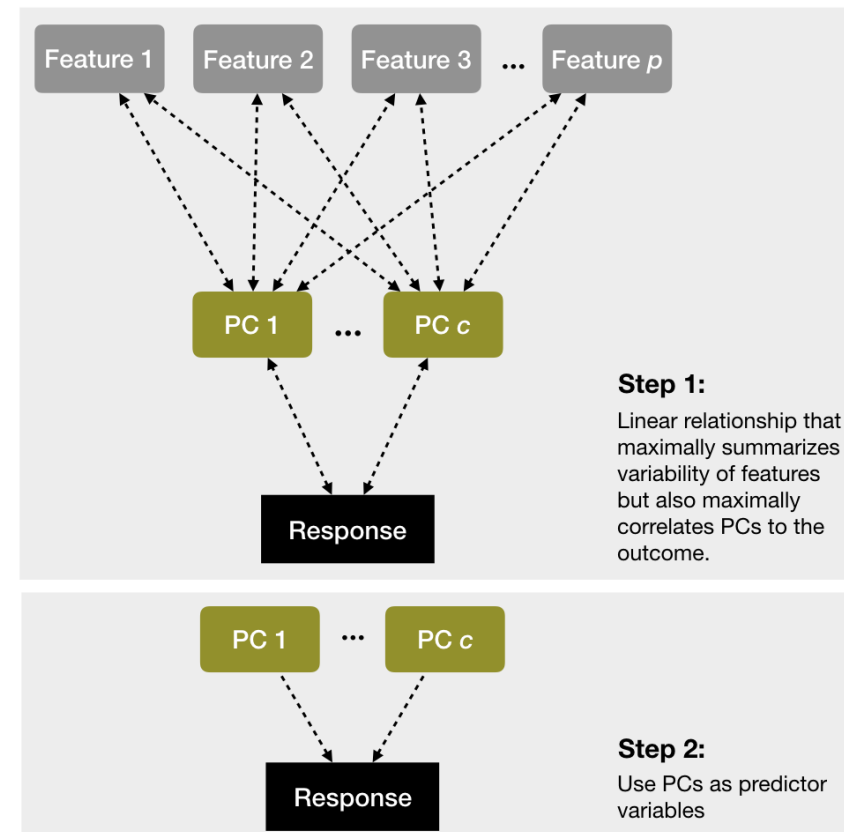 Feature 1 Feature 2 Feature 3 ... Feature p
PC 1 ... PC c
Step 1:
Linear relationship that
maximally summarizes
variability of features
but also maximally
correlates PCs to the
outcome.
Response
PC 1 ... PC c
Step 2:
Use PCs as predictor
variables
Response